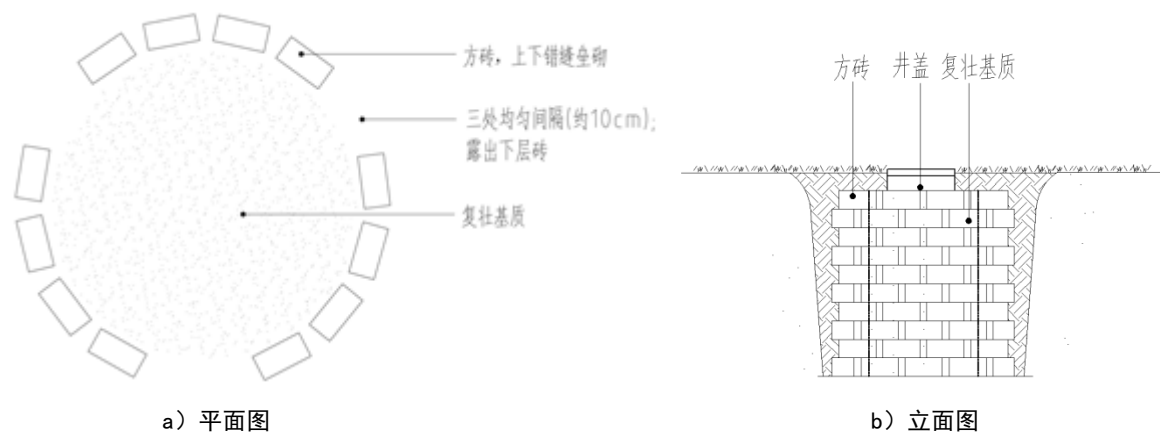 方砖，上下错缝垒砌
三处均匀间隔(约10cm)；
露出下层砖
复壮基质
方砖 井盖 复壮基质
a）平面图
b）立面图